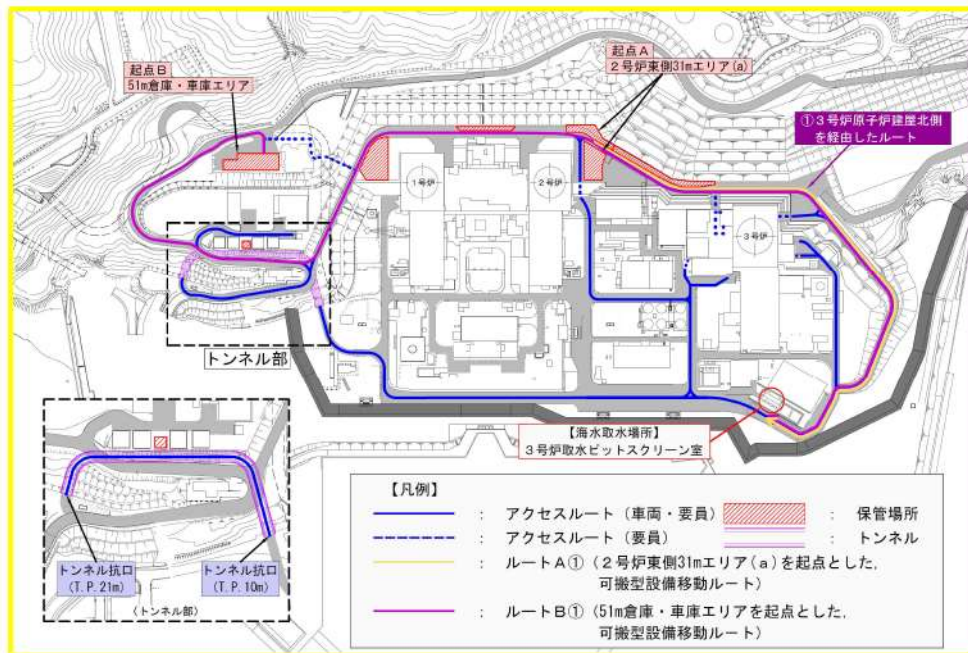 起点B
51m倉庫・車庫エリア
起点A
2号炉東側31mエリア(a)
①3号炉原子炉建屋北側
を経由したルート
1号炉
2号炉
3号炉
トンネル部
【海水取水場所】
3号炉取水ピットスクリーン室
トンネル坑口
(T.P.21m)
トンネル坑口
(T.P.10m)
(トンネル部)
【凡例】
： アクセスルート（車両・要員）
： 保管場所
： アクセスルート（要員）
： トンネル
： ルートA①（2号炉東側31mエリア(a)を起点とした，
可搬型設備移動ルート）
： ルートB①（51m倉庫・車庫エリアを起点とした，
可搬型設備移動ルート）